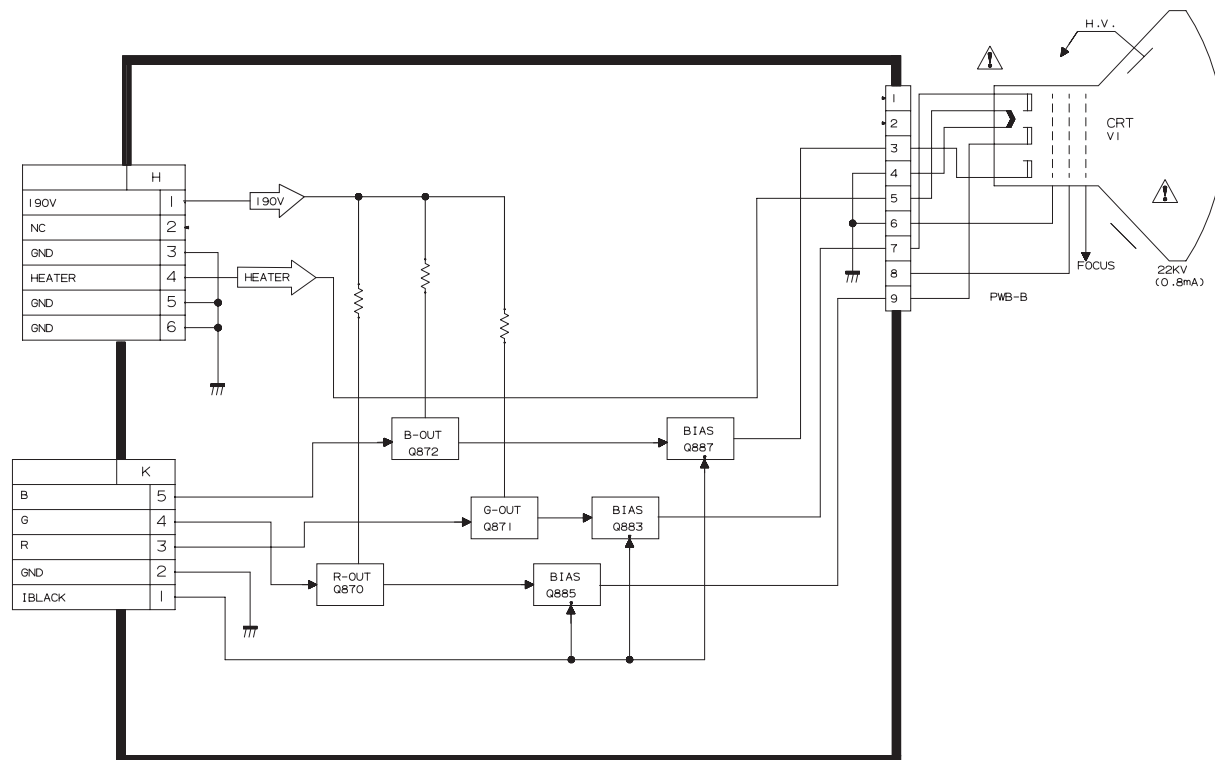 H
190V 1
NC 2
GND 3
HEATER 4
GND 5
GND 6
190V
HEATER
K
B 5
G 4
R 3
GND 2
IBLACK 1
B-OUT
Q872
G-OUT
Q871
R-OUT
Q870
BIAS
Q887
BIAS
Q883
BIAS
Q885
1
2
3
4
5
6
7
8
9
H.V.
!
CRT
V1
!
FOCUS
22KV
(0.8mA)
PWB-B